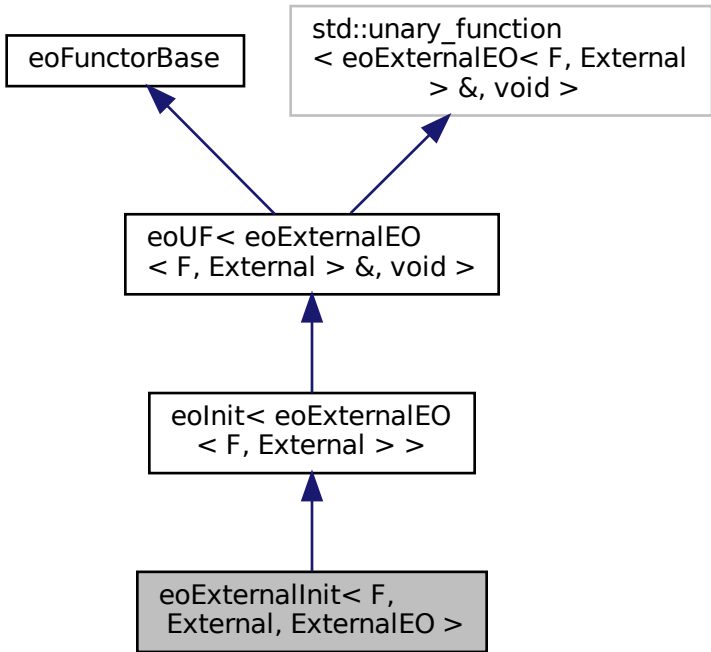 eoFunctorBase
std::unary_function
< eoExternalEO< F, External
> &, void >
eoUF< eoExternalEO
< F, External > &, void >
eoInit< eoExternalEO
< F, External > >
eoExternalInit< F,
External, ExternalEO >